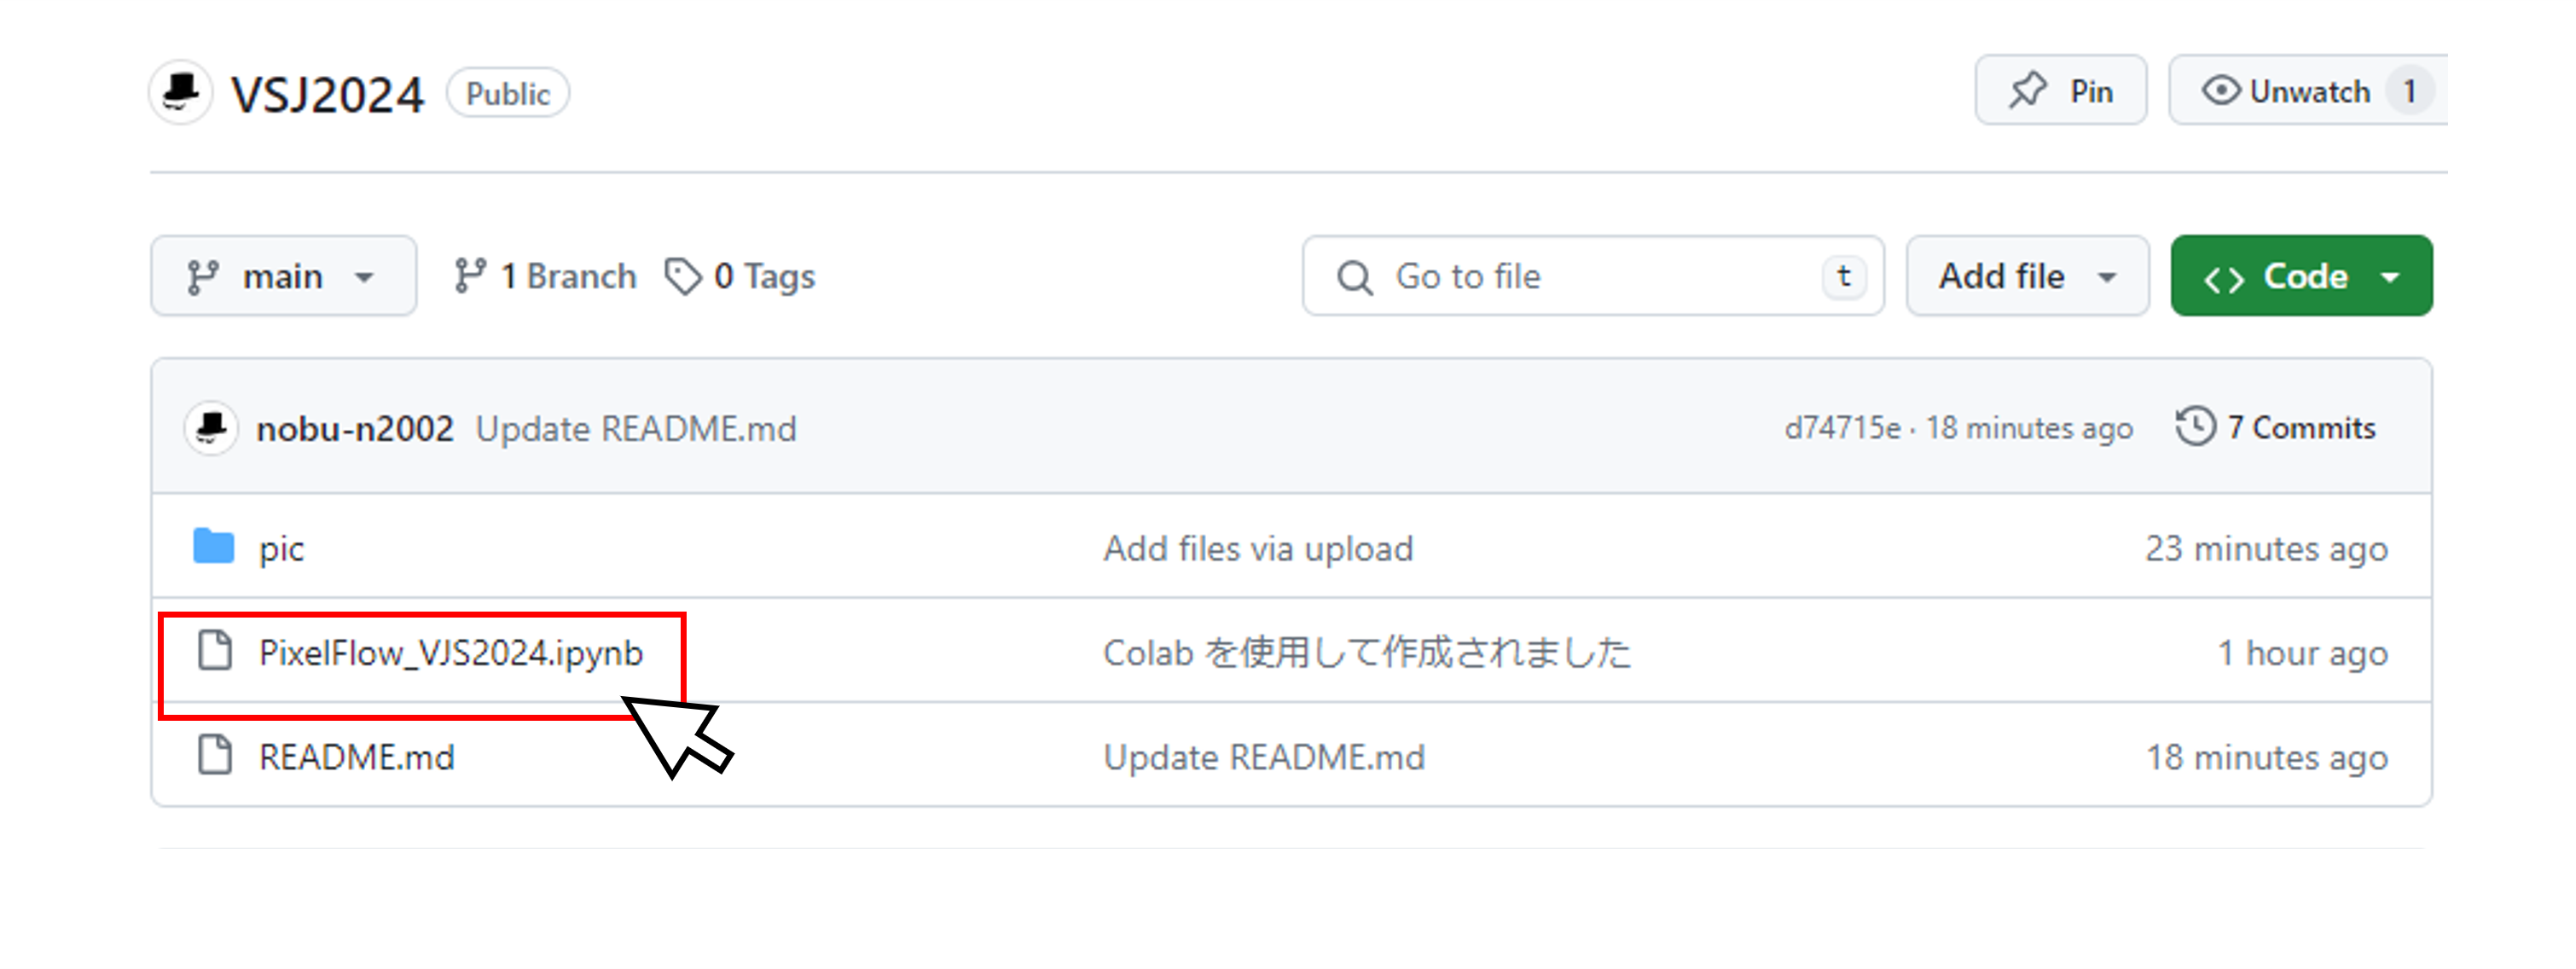 VSJ2024 Public Pin Unwatch 1
main 1 Branch 0 Tags Go to file t Add file Code
nobu-n2002 Update README.md d74715e · 18 minutes ago 7 Commits
pic Add files via upload 23 minutes ago
PixelFlow_VJS2024.ipynb Colab を使用して作成されました 1 hour ago
README.md Update README.md 18 minutes ago